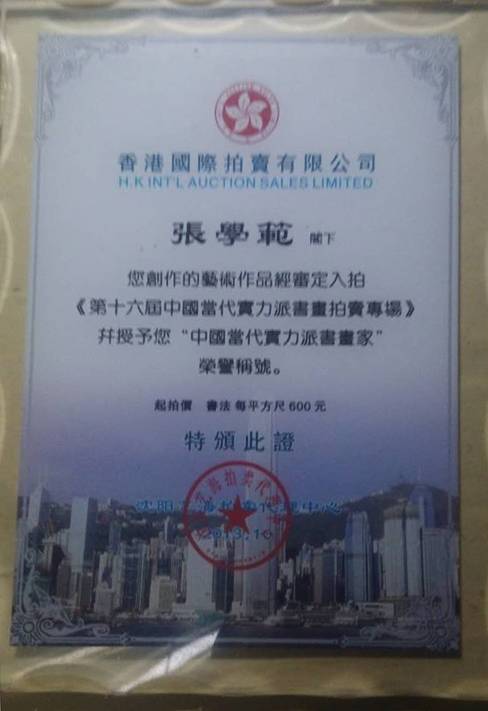 香港國際拍賣有限公司
H.K INT'L AUCTION SALES LIMITED
張學範 閣下
您創作的藝術作品經審定入拍
《第十六屆中國當代實力派書畫拍賣專場》
幷授予您“中國當代實力派書畫家”
榮譽稱號。
起拍價 書法 每平方尺 600 元
特頒此證